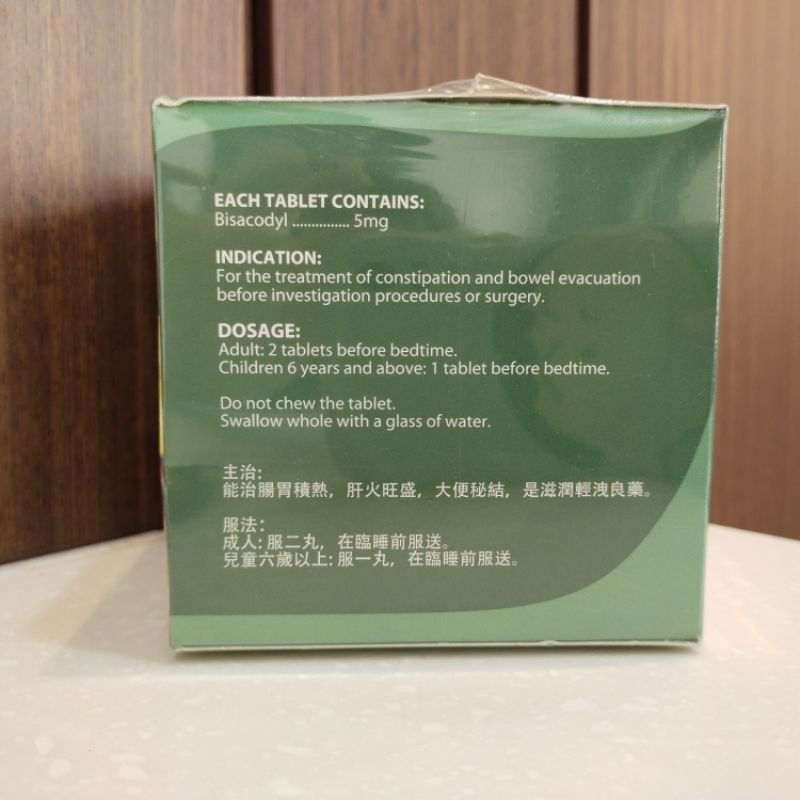 EACH TABLET CONTAINS:
Bisacodyl ............... 5mg
INDICATION:
For the treatment of constipation and bowel evacuation
before investigation procedures or surgery.
DOSAGE:
Adult: 2 tablets before bedtime.
Children 6 years and above: 1 tablet before bedtime.
Do not chew the tablet.
Swallow whole with a glass of water.
主治:
能治腸胃積熱，肝火旺盛，大便秘結，是滋潤輕洩良藥。
服法:
成人: 服二丸，在臨睡前服送。
兒童六歲以上: 服一丸，在臨睡前服送。